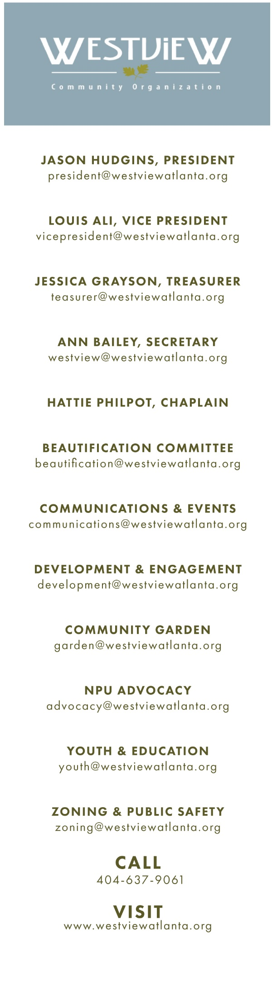 WESTVIEW
Community Organization
JASON HUDGINS, PRESIDENT
president@westviewatlanta.org
LOUIS ALI, VICE PRESIDENT
vicepresident@westviewatlanta.org
JESSICA GRAYSON, TREASURER
teasurer@westviewatlanta.org
ANN BAILEY, SECRETARY
westview@westviewatlanta.org
HATTIE PHILPOT, CHAPLAIN
BEAUTIFICATION COMMITTEE
beautification@westviewatlanta.org
COMMUNICATIONS & EVENTS
communications@westviewatlanta.org
DEVELOPMENT & ENGAGEMENT
development@westviewatlanta.org
COMMUNITY GARDEN
garden@westviewatlanta.org
NPU ADVOCACY
advocacy@westviewatlanta.org
YOUTH & EDUCATION
youth@westviewatlanta.org
ZONING & PUBLIC SAFETY
zoning@westviewatlanta.org
CALL
404-637-9061
VISIT
www.westviewatlanta.org